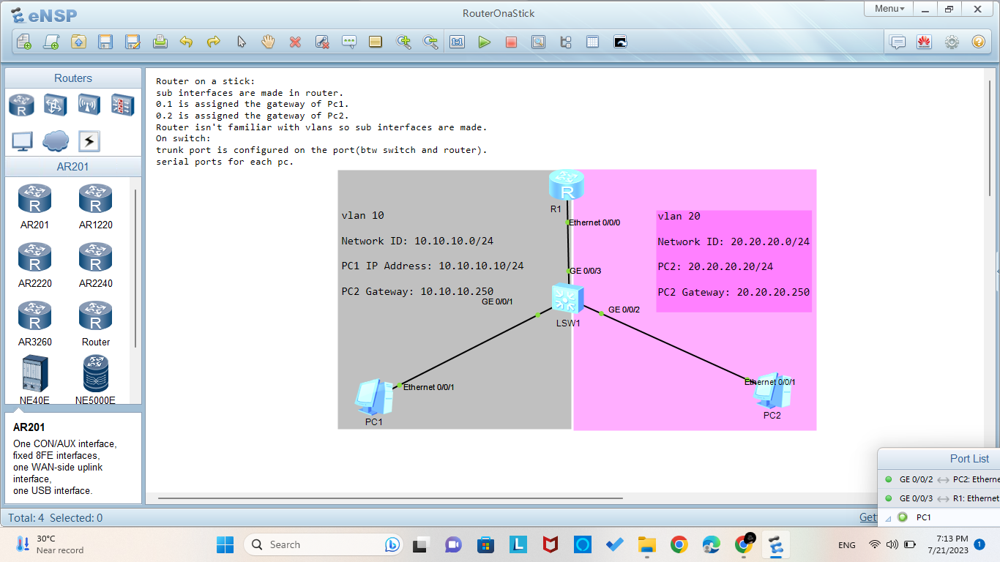 eNSP
RouterOnaStick
Menu
Routers
AR201
AR201
AR1220
AR2220
AR2240
AR3260
Router
NE40E
NE5000E
AR201
One CON/AUX interface,
fixed 8FE interfaces,
one WAN-side uplink
interface,
one USB interface.
Router on a stick:
sub interfaces are made in router.
0.1 is assigned the gateway of Pc1.
0.2 is assigned the gateway of Pc2.
Router isn't familiar with vlans so sub interfaces are made.
On switch:
trunk port is configured on the port(btw switch and router).
serial ports for each pc.
R1
Ethernet 0/0/0
vlan 10
Network ID: 10.10.10.0/24
PC1 IP Address: 10.10.10.10/24
PC2 Gateway: 10.10.10.250
vlan 20
Network ID: 20.20.20.0/24
PC2: 20.20.20.20/24
PC2 Gateway: 20.20.20.250
GE 0/0/3
GE 0/0/1
GE 0/0/2
LSW1
Ethernet 0/0/1
PC1
Ethernet 0/0/1
PC2
Port List
GE 0/0/2 PC2: Etherne
GE 0/0/3 R1: Ethernet
PC1
Total: 4 Selected: 0
Get
30°C
Near record
Search
ENG
7:13 PM
7/21/2023
1